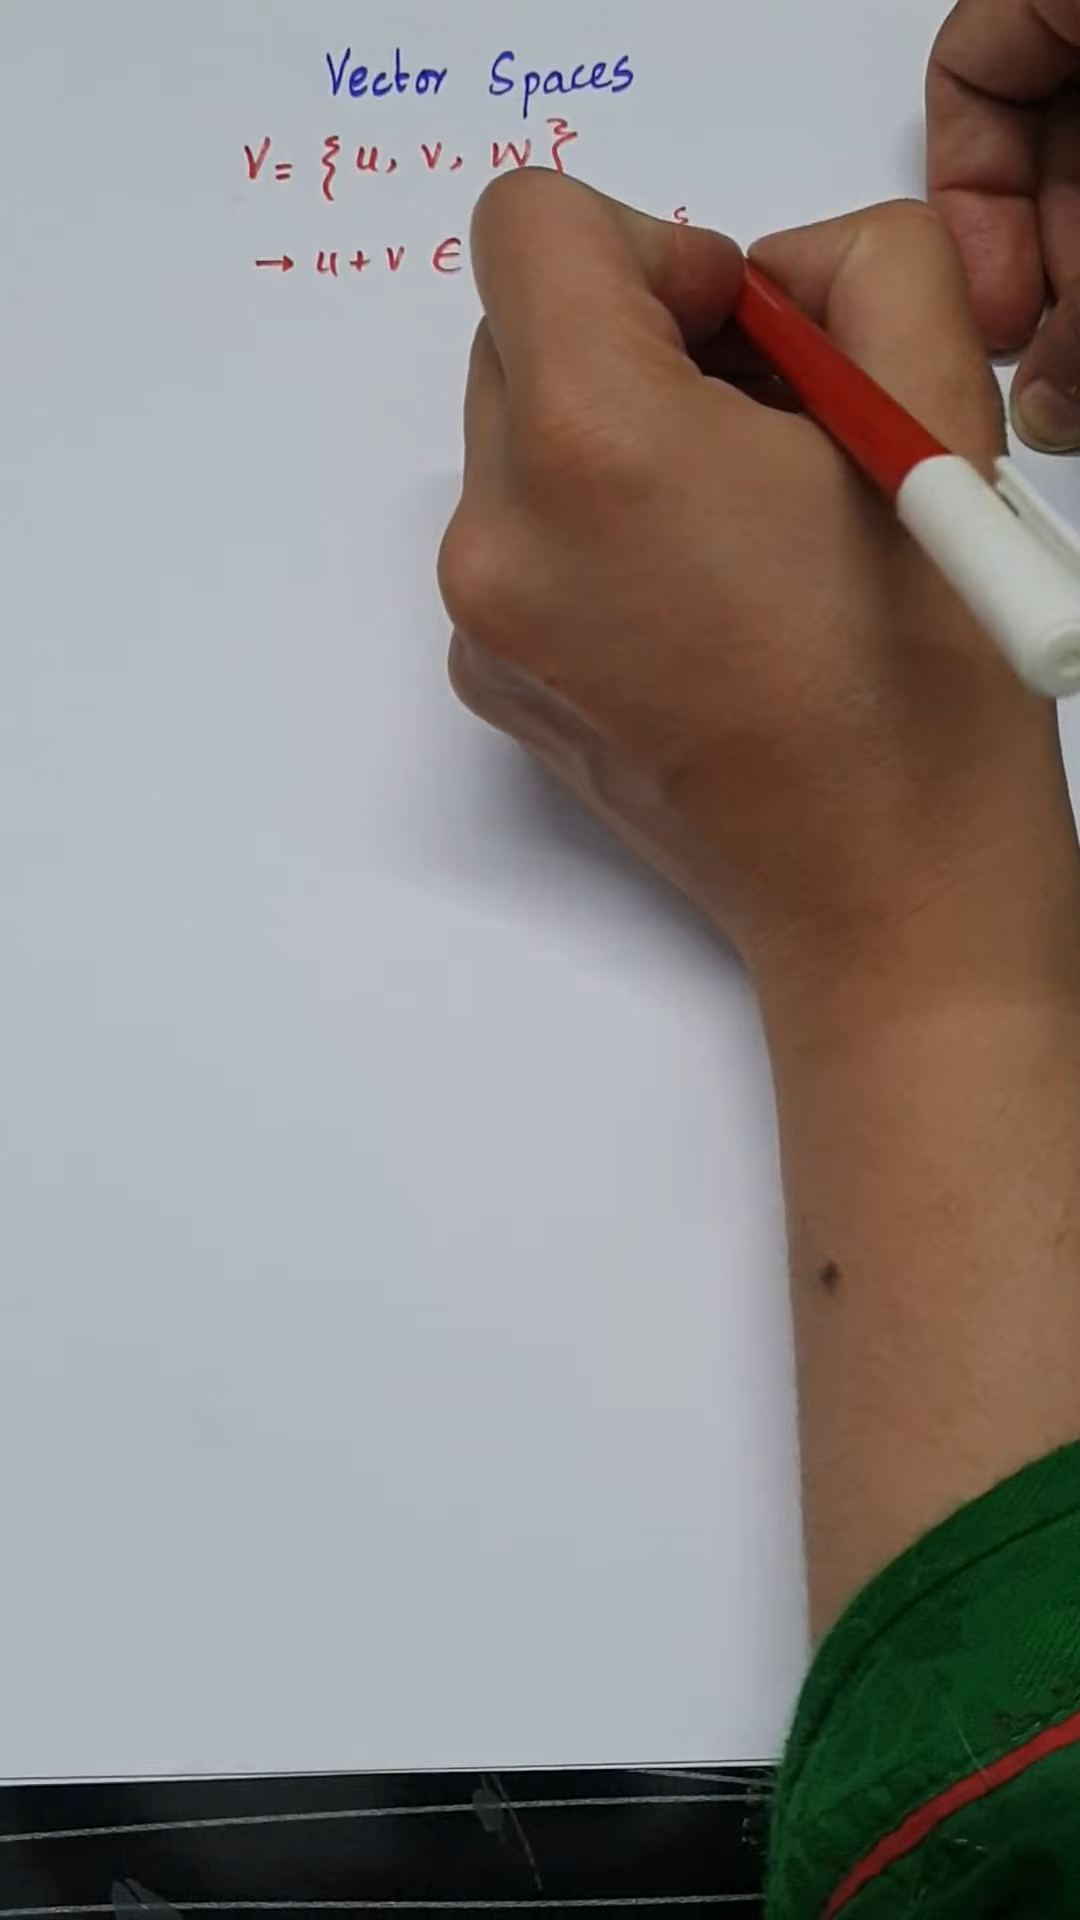 Vector Spaces
V = {u, v, w}
→ u + v ∈